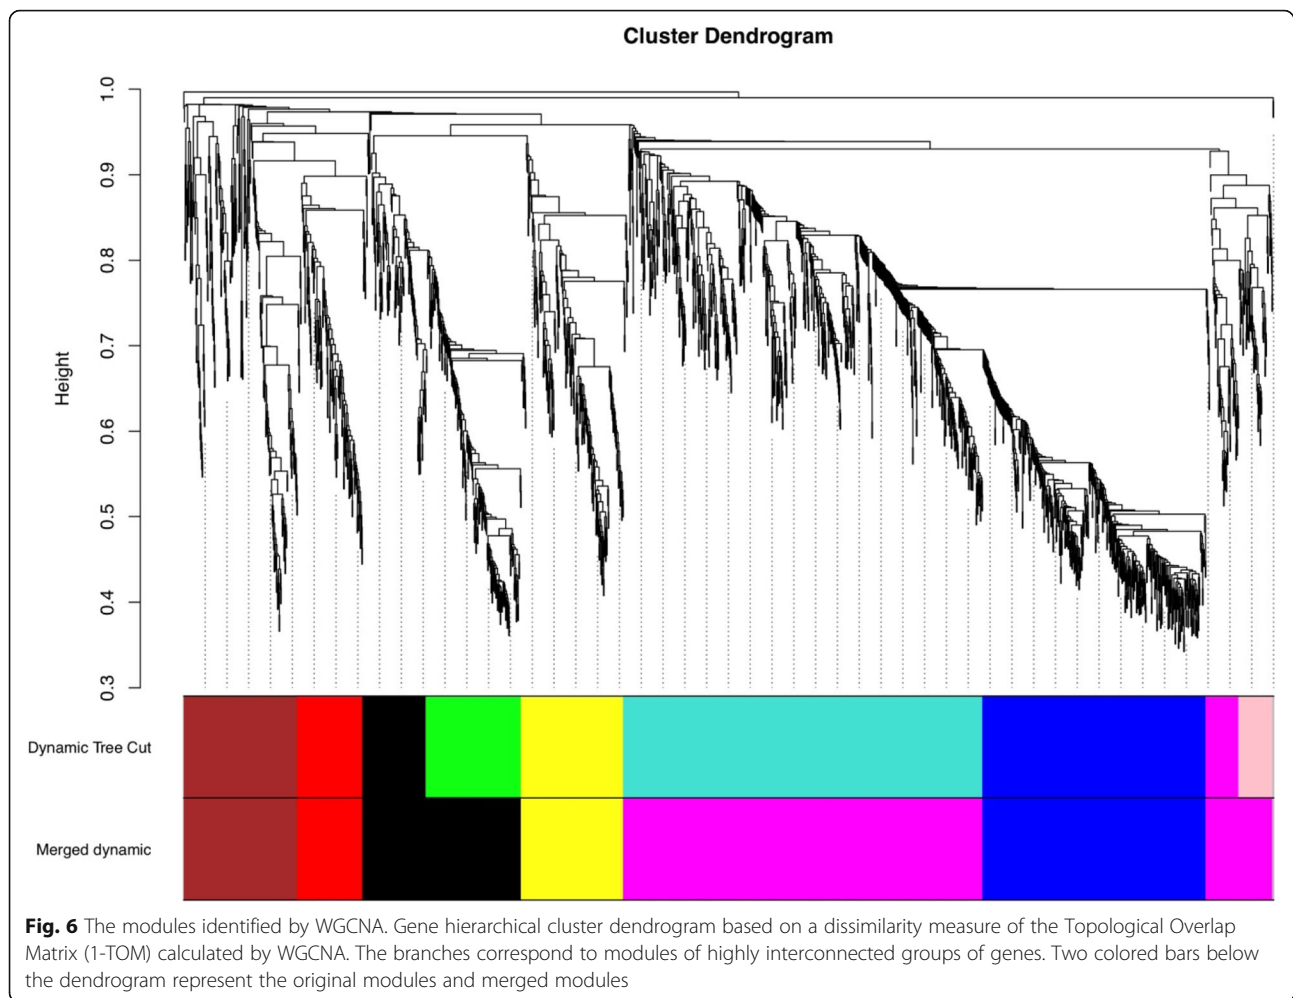 Cluster Dendrogram
1.0
0.9
0.8
0.7
0.6
0.5
0.4
0.3
Height
Dynamic Tree Cut
Merged dynamic
Fig. 6 The modules identified by WGCNA. Gene hierarchical cluster dendrogram based on a dissimilarity measure of the Topological Overlap
Matrix (1-TOM) calculated by WGCNA. The branches correspond to modules of highly interconnected groups of genes. Two colored bars below
the dendrogram represent the original modules and merged modules